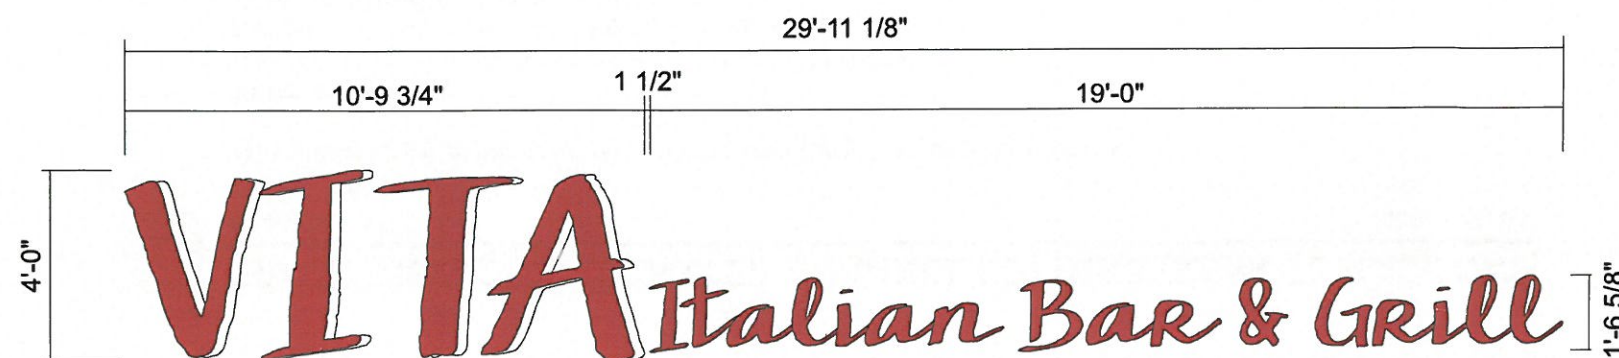 29'-11 1/8"
10'-9 3/4" 1 1/2" 19'-0"
4'-0"
VITA Italian Bar & Grill
1'-6 5/8"